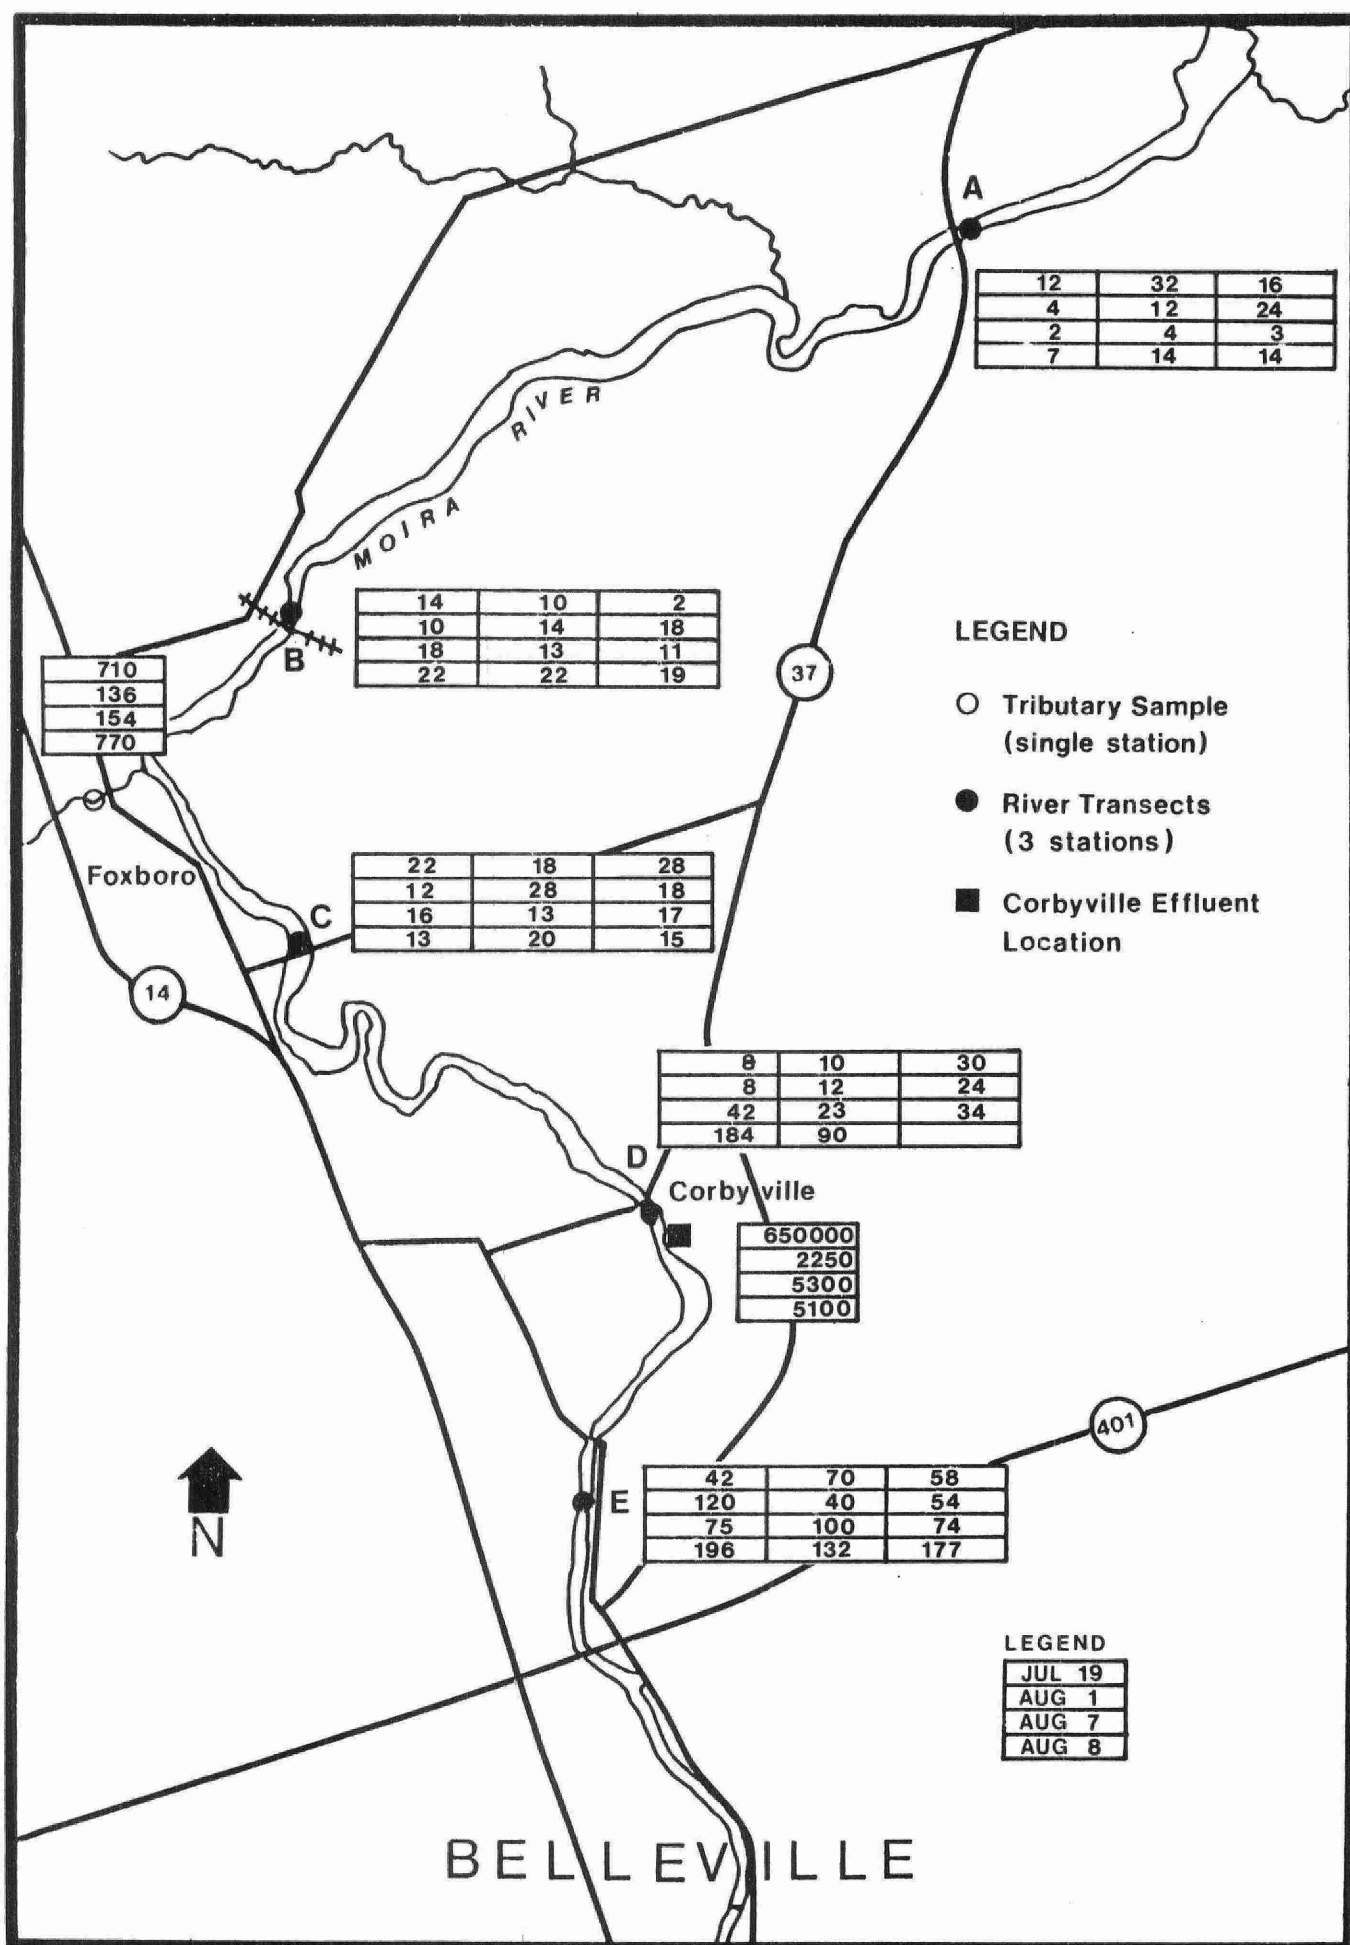 A
12 32 16
4 12 24
2 4 3
7 14 14
MOIRA RIVER
14 10 2
10 14 18
18 13 11
22 22 19
B
37
LEGEND
Tributary Sample
(single station)
River Transects
(3 stations)
Corbyville Effluent
Location
710
136
154
770
Foxboro
22 18 28
12 28 18
16 13 17
13 20 15
C
14
8 10 30
8 12 24
42 23 34
184 90
D
Corbyville
650000
2250
5300
5100
401
42 70 58
120 40 54
75 100 74
196 132 177
E
N
LEGEND
JUL 19
AUG 1
AUG 7
AUG 8
BELLEVILLE